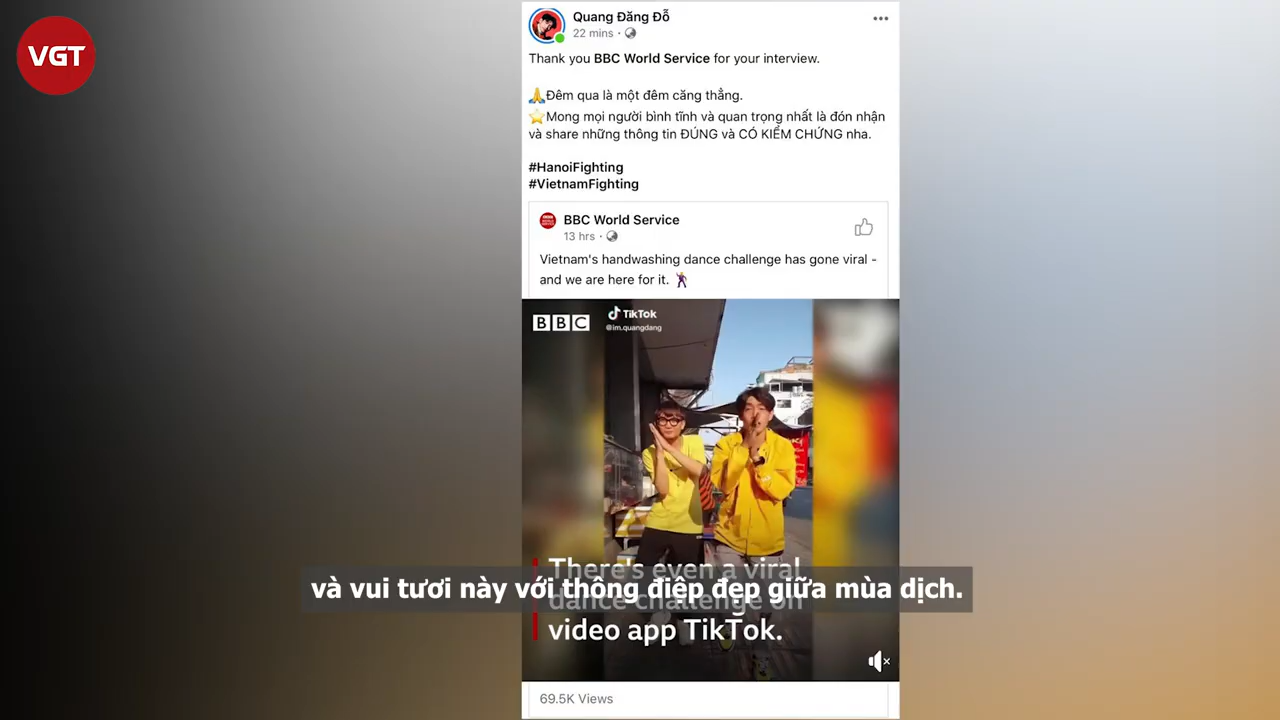 VGT
Quang Đăng Đỗ
22 mins ·
Thank you BBC World Service for your interview.
🙏Đêm qua là một đêm căng thẳng.
⭐Mong mọi người bình tĩnh và quan trọng nhất là đón nhận
và share những thông tin ĐÚNG và CÓ KIỂM CHỨNG nha.
#HanoiFighting
#VietnamFighting
BBC World Service
13 hrs ·
Vietnam's handwashing dance challenge has gone viral -
and we are here for it. 🕺
BBC
TikTok
@im.quangdang
There's even a viral
dance challenge on
video app TikTok.
và vui tươi này với thông điệp đẹp giữa mùa dịch.
69.5K Views